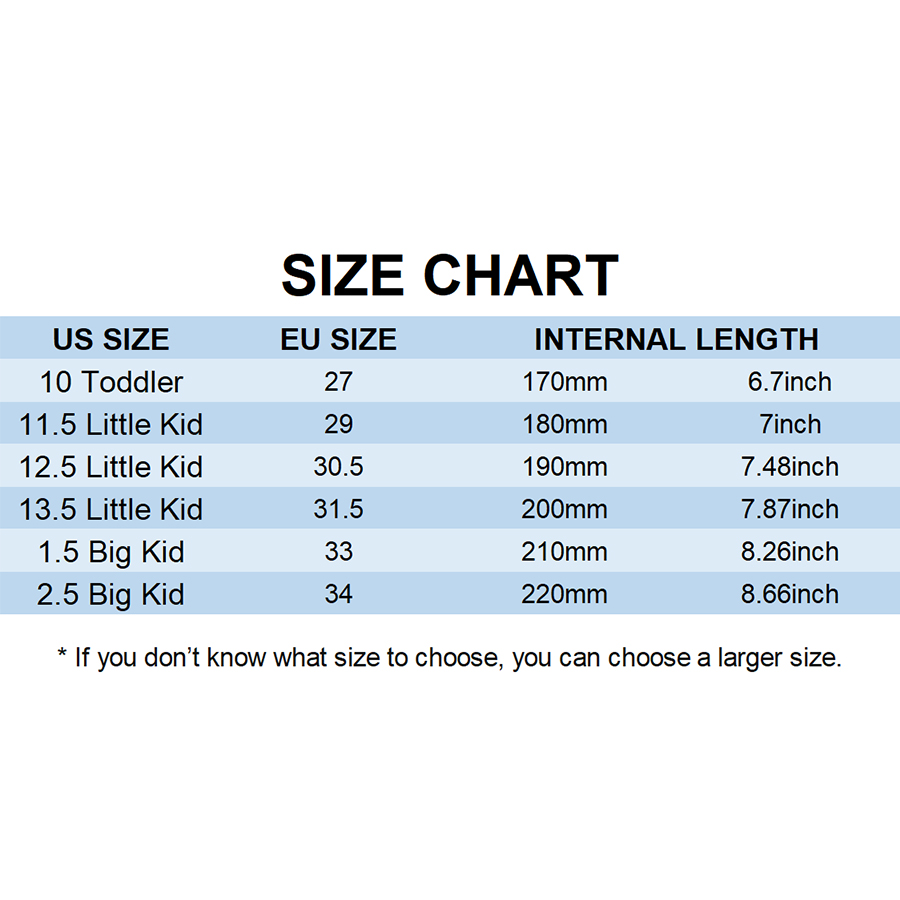 SIZE CHART
US SIZE EU SIZE INTERNAL LENGTH
10 Toddler 27 170mm 6.7inch
11.5 Little Kid 29 180mm 7inch
12.5 Little Kid 30.5 190mm 7.48inch
13.5 Little Kid 31.5 200mm 7.87inch
1.5 Big Kid 33 210mm 8.26inch
2.5 Big Kid 34 220mm 8.66inch
* If you don’t know what size to choose, you can choose a larger size.